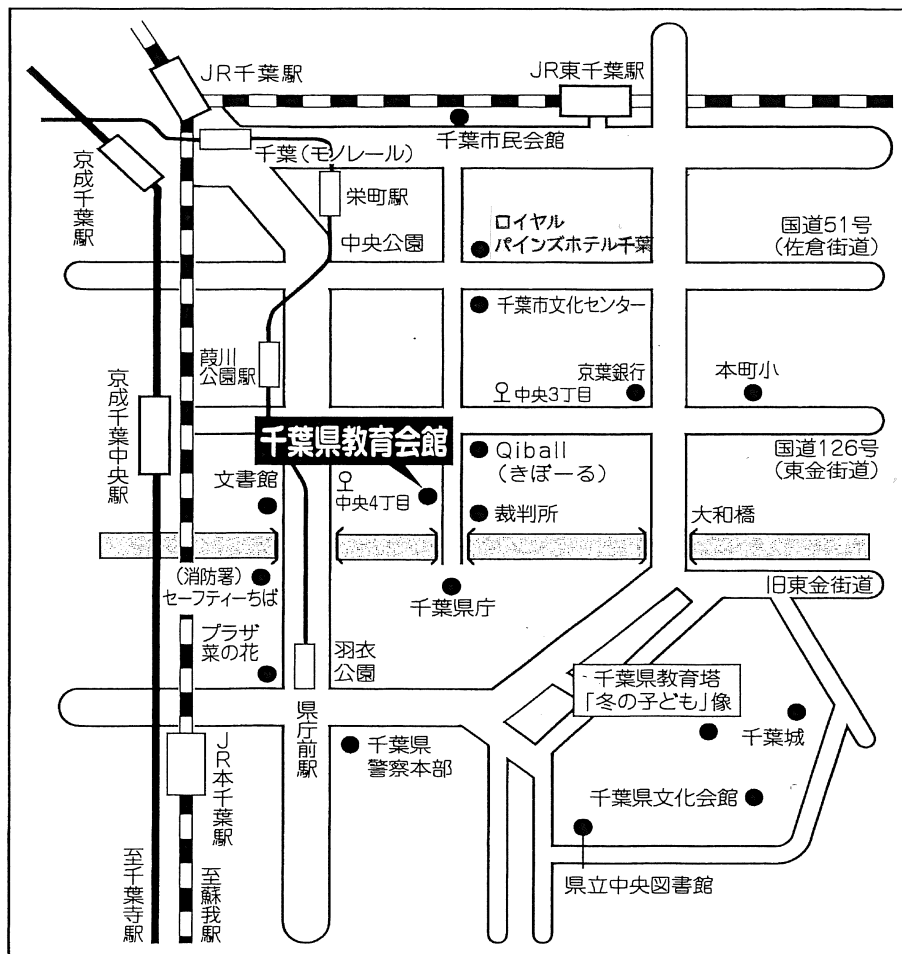 JR千葉駅
JR東千葉駅
千葉市民会館
千葉(モノレール)
京成千葉駅
栄町駅
中央公園
ロイヤル
パインズホテル千葉
国道51号
(佐倉街道)
千葉市文化センター
葭川
公園駅
京葉銀行
本町小
中央3丁目
京成千葉中央駅
千葉県教育会館
国道126号
(東金街道)
Qiball
(きぼーる)
文書館
中央4丁目
裁判所
大和橋
(消防署)
セーフティーちば
千葉県庁
旧東金街道
プラザ
菜の花
羽衣
公園
県庁前駅
千葉県教育塔
「冬の子ども」像
千葉城
JR本千葉駅
千葉県
警察本部
千葉県文化会館
県立中央図書館
至千葉寺駅
至蘇我駅